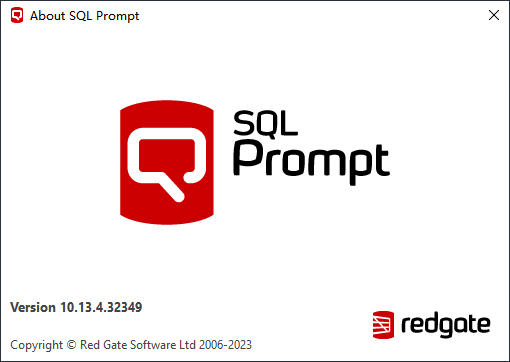 About SQL Prompt
SQL
Prompt
Version 10.13.4.32349
redgate
Copyright © Red Gate Software Ltd 2006-2023